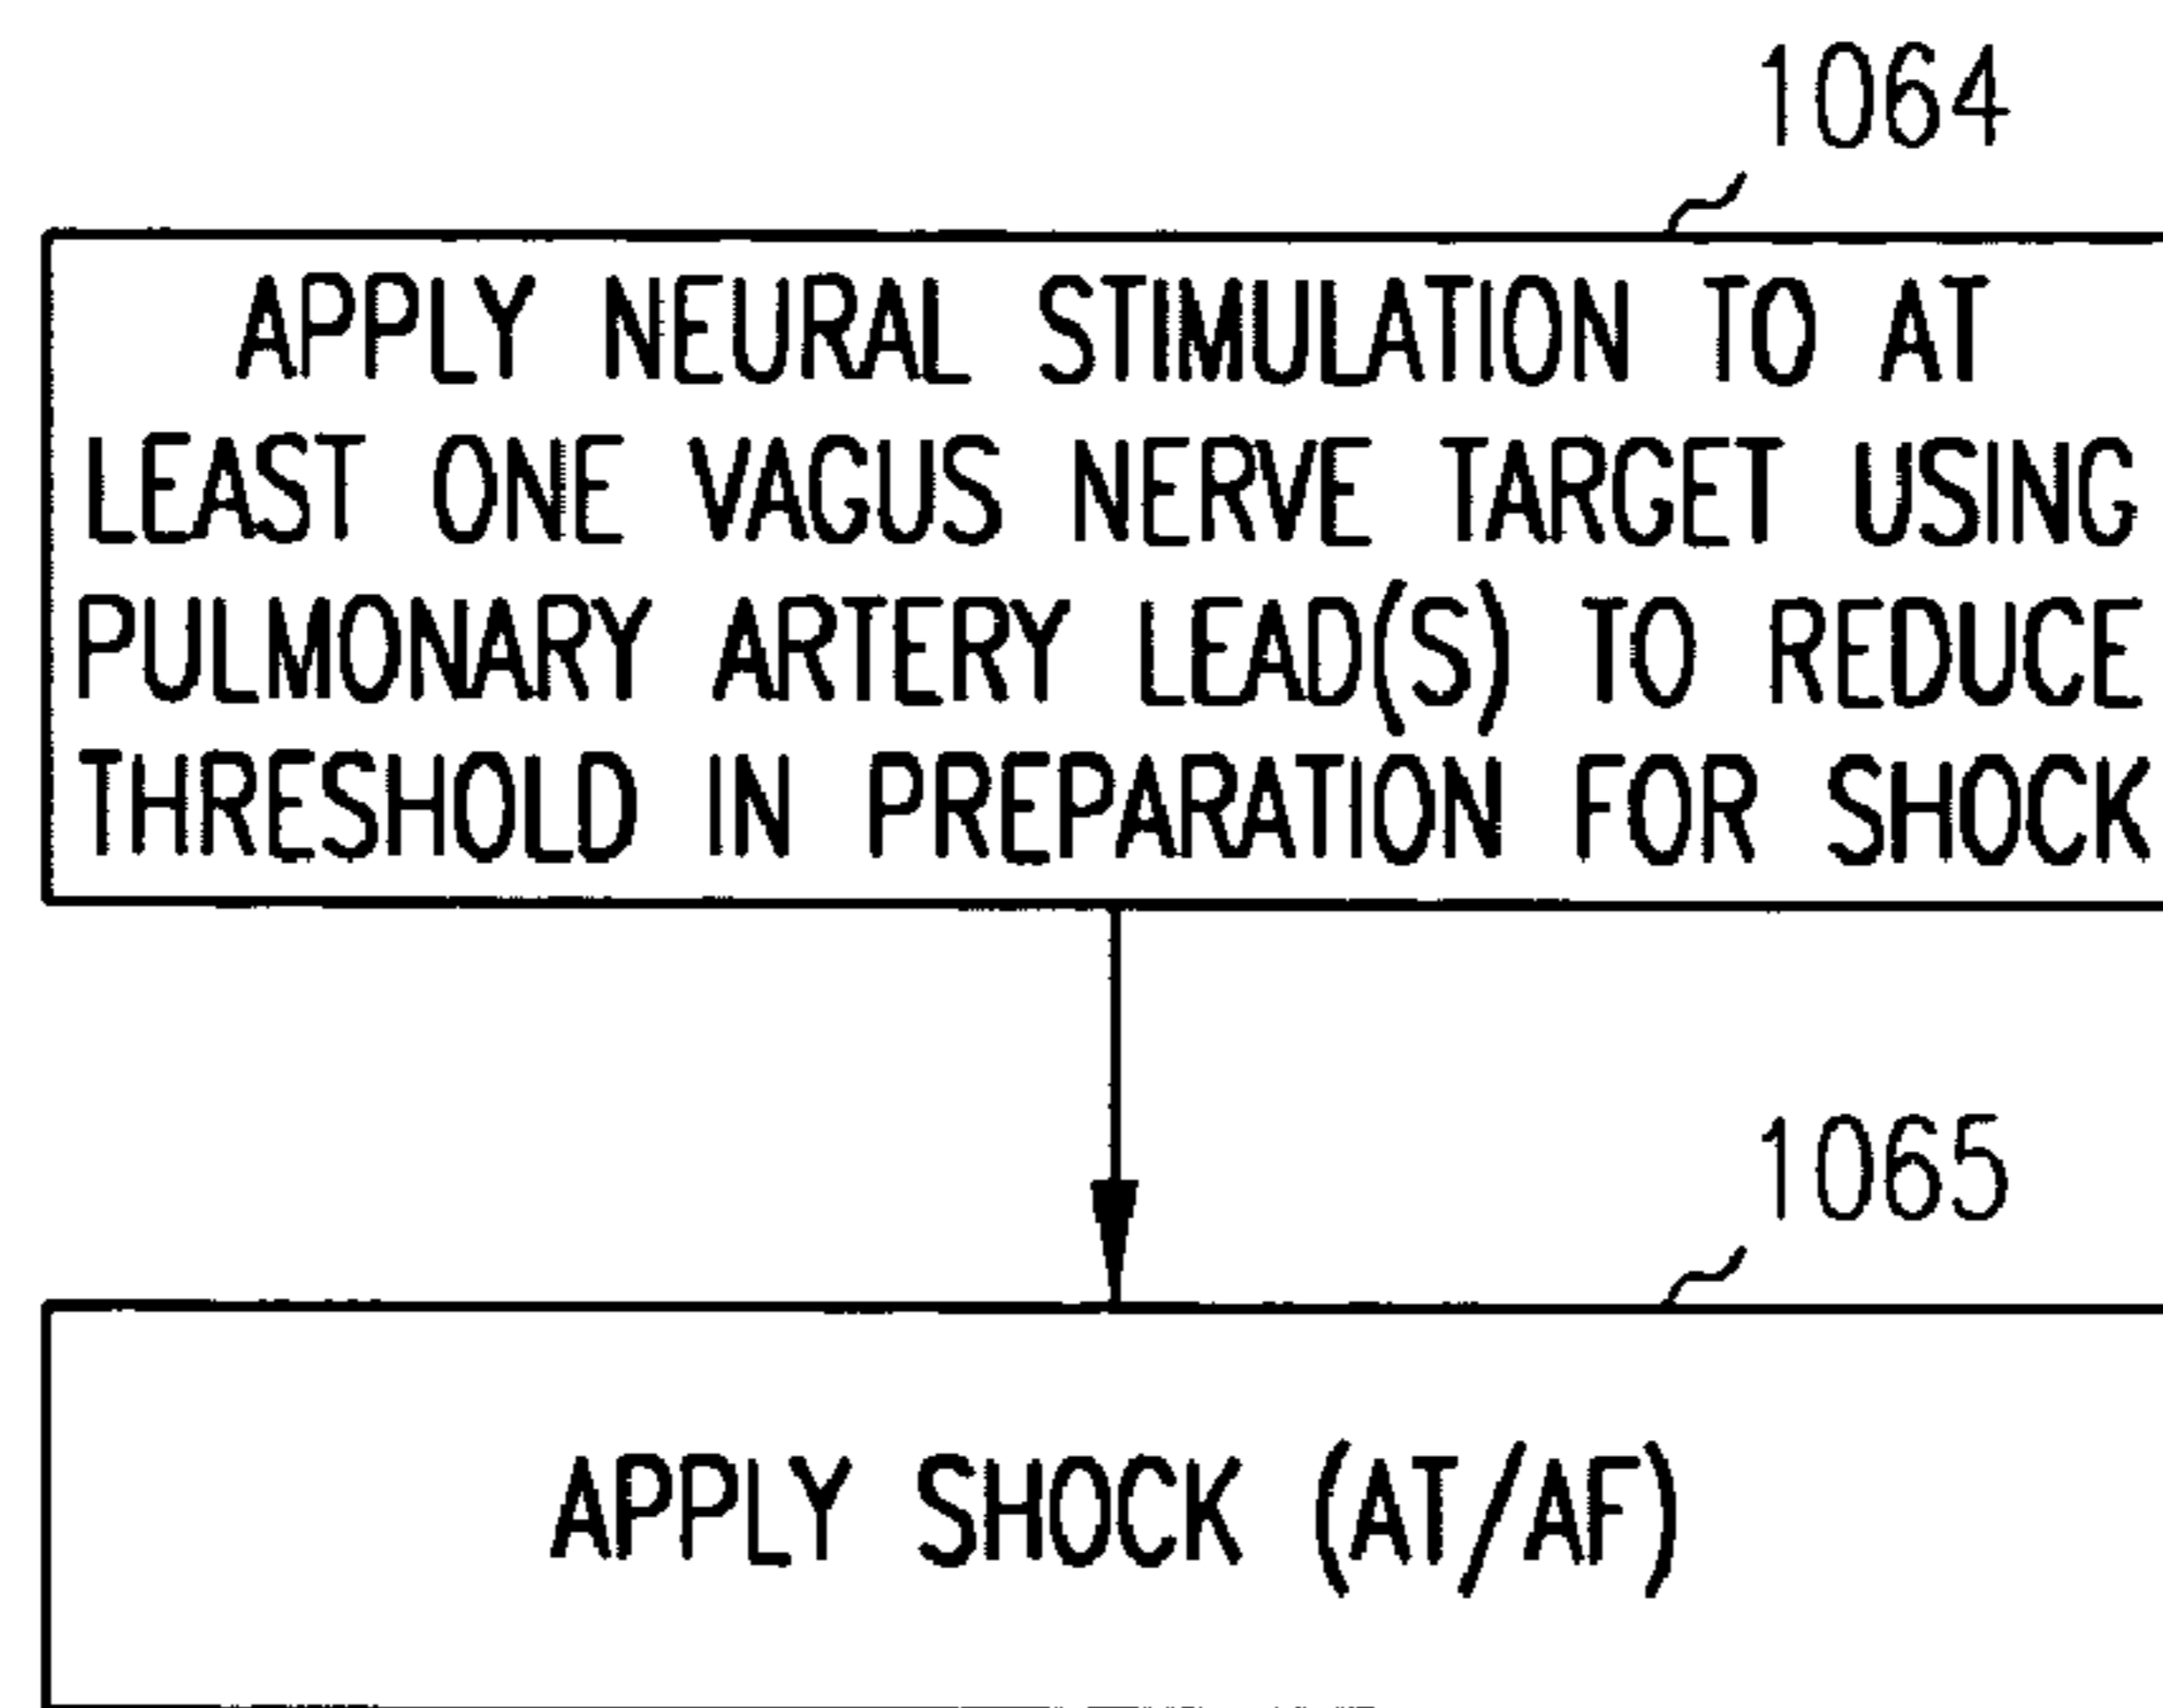 1064
APPLY NEURAL STIMULATION TO AT
LEAST ONE VAGUS NERVE TARGET USING
PULMONARY ARTERY LEAD(S) TO REDUCE
THRESHOLD IN PREPARATION FOR SHOCK
1065
APPLY SHOCK (AT/AF)